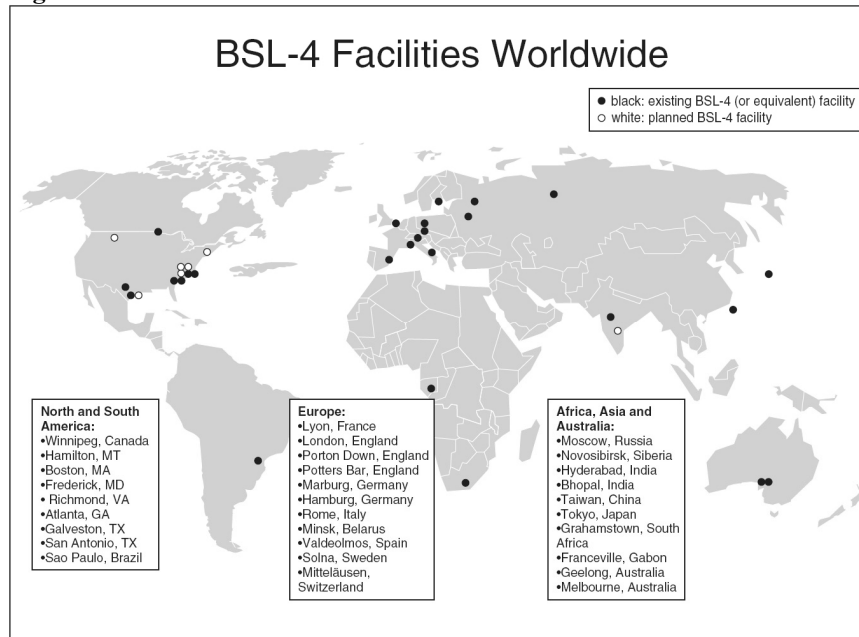 BSL-4 Facilities Worldwide
black: existing BSL-4 (or equivalent) facility
white: planned BSL-4 facility
North and South
America:
•Winnipeg, Canada
•Hamilton, MT
•Boston, MA
•Frederick, MD
• Richmond, VA
•Atlanta, GA
•Galveston, TX
•San Antonio, TX
•Sao Paulo, Brazil
Europe:
•Lyon, France
•London, England
•Porton Down, England
•Potters Bar, England
•Marburg, Germany
•Hamburg, Germany
•Rome, Italy
•Minsk, Belarus
•Valdeolmos, Spain
•Solna, Sweden
•Mitteläusen,
Switzerland
Africa, Asia and
Australia:
•Moscow, Russia
•Novosibirsk, Siberia
•Hyderabad, India
•Bhopal, India
•Taiwan, China
•Tokyo, Japan
•Grahamstown, South
Africa
•Franceville, Gabon
•Geelong, Australia
•Melbourne, Australia